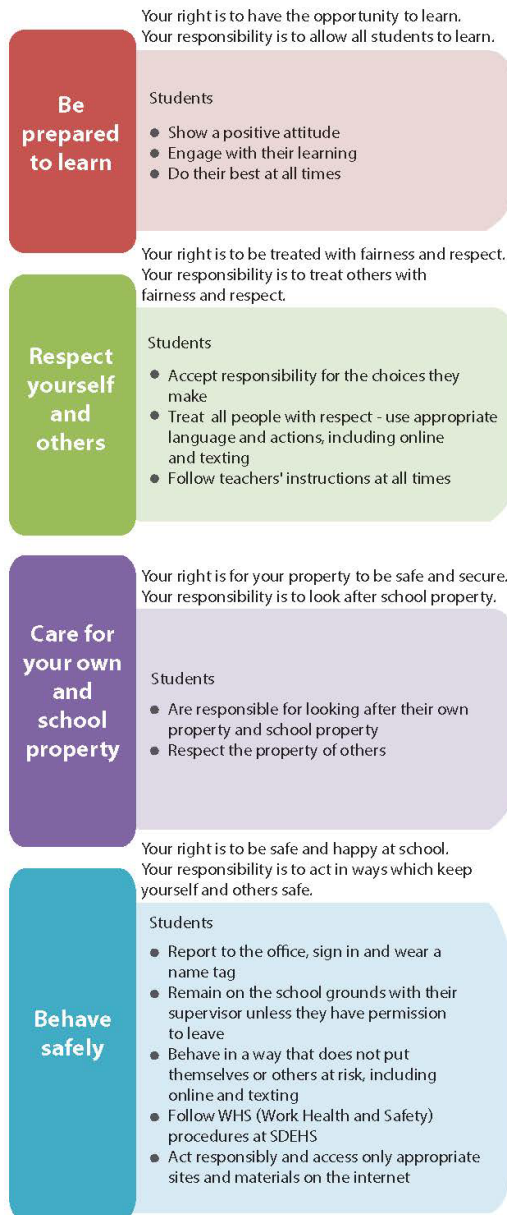 Your right is to have the opportunity to learn.
Your responsibility is to allow all students to learn.
Be
prepared
to learn
Students
● Show a positive attitude
● Engage with their learning
● Do their best at all times
Your right is to be treated with fairness and respect.
Your responsibility is to treat others with
fairness and respect.
Respect
yourself
and
others
Students
● Accept responsibility for the choices they
make
● Treat all people with respect - use appropriate
language and actions, including online
and texting
● Follow teachers' instructions at all times
Your right is for your property to be safe and secure.
Your responsibility is to look after school property.
Care for
your own
and
school
property
Students
● Are responsible for looking after their own
property and school property
● Respect the property of others
Your right is to be safe and happy at school.
Your responsibility is to act in ways which keep
yourself and others safe.
Behave
safely
Students
● Report to the office, sign in and wear a
name tag
● Remain on the school grounds with their
supervisor unless they have permission
to leave
● Behave in a way that does not put
themselves or others at risk, including
online and texting
● Follow WHS (Work Health and Safety)
procedures at SDEHS
● Act responsibly and access only appropriate
sites and materials on the internet